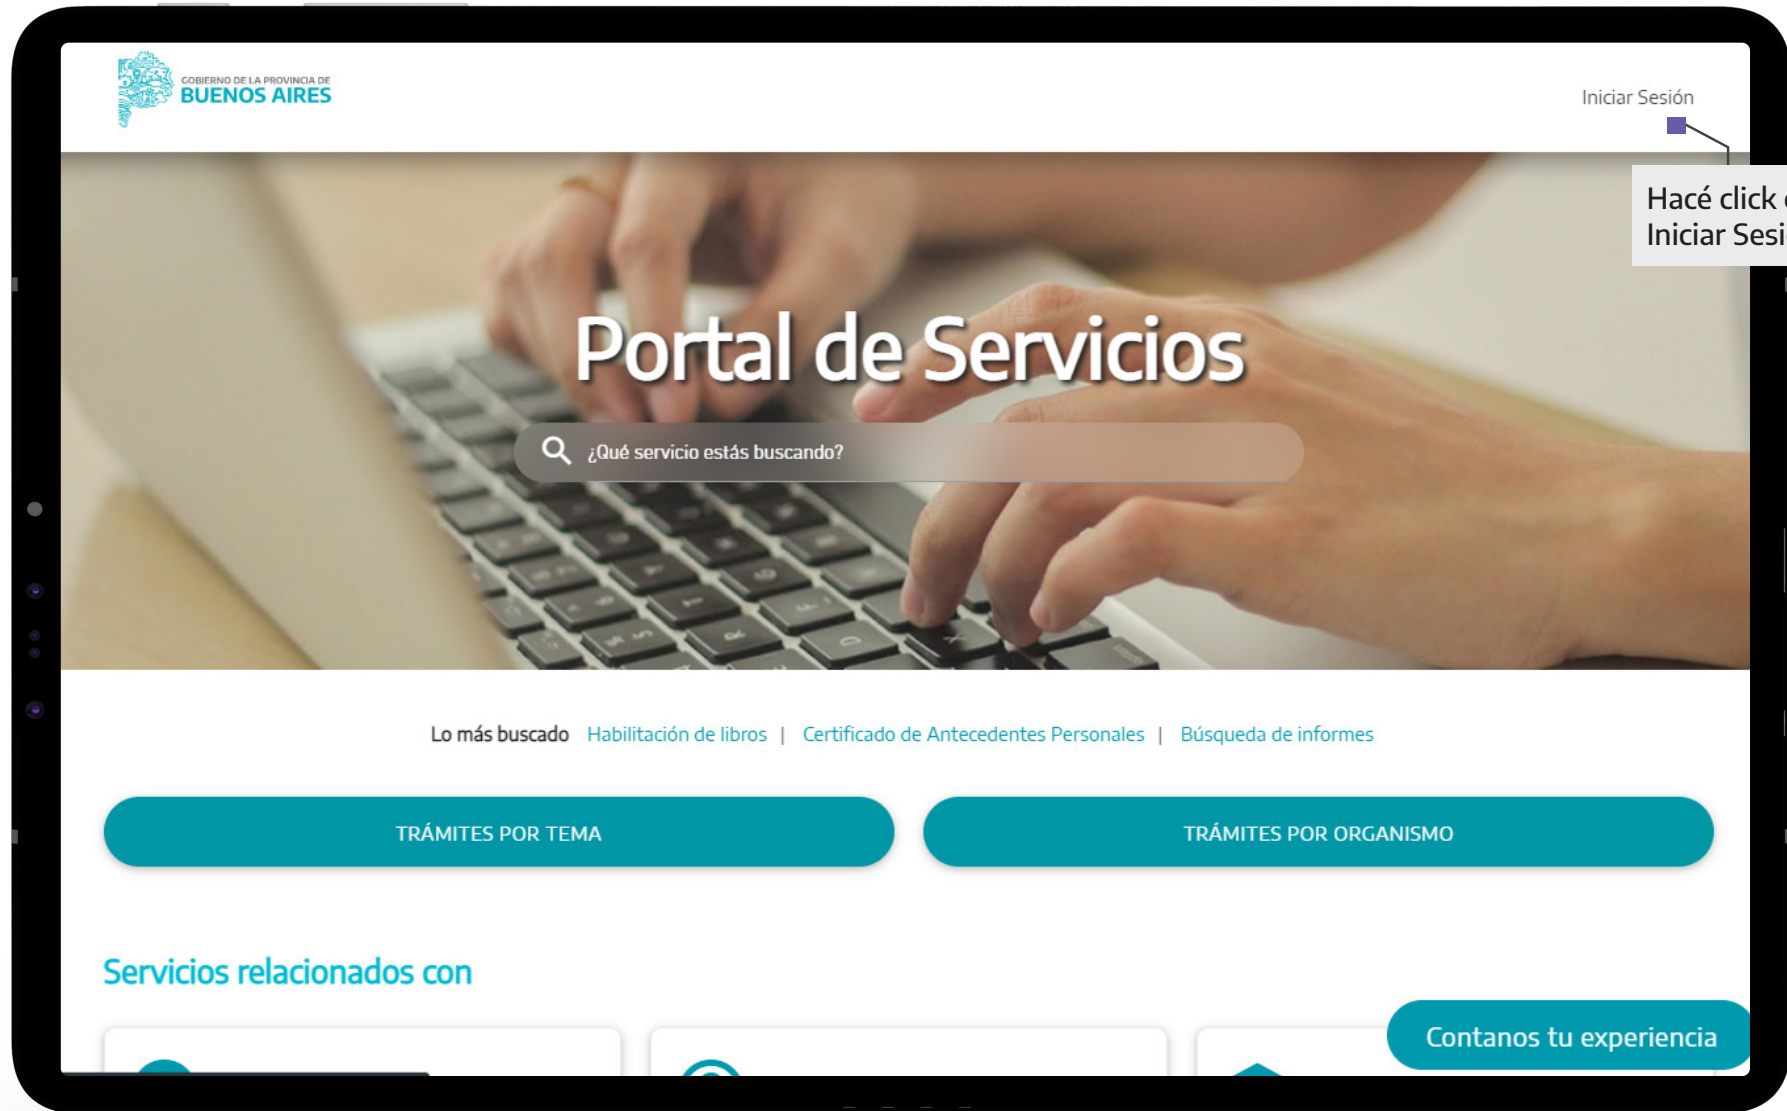 GOBIERNO DE LA PROVINCIA DE
BUENOS AIRES
Iniciar Sesión
Hacé click
Iniciar
Portal de Servicios
¿Qué servicio estás buscando?
Lo más buscado Habilitación de libros | Certificado de Antecedentes Personales | Búsqueda de informes
TRÁMITES POR TEMA
TRÁMITES POR ORGANISMO
Servicios relacionados con
Contanos tu experiencia